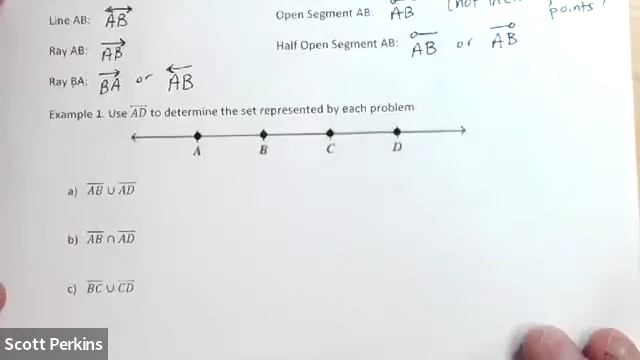 Line AB: AB
Open Segment AB: AB
points)
Ray AB: AB
Half Open Segment AB: AB or AB
Ray BA: BA or AB
Example 1. Use AD to determine the set represented by each problem
A B C D
a) AB ∪ AD
b) AB ∩ AD
c) BC ∪ CD
Scott Perkins